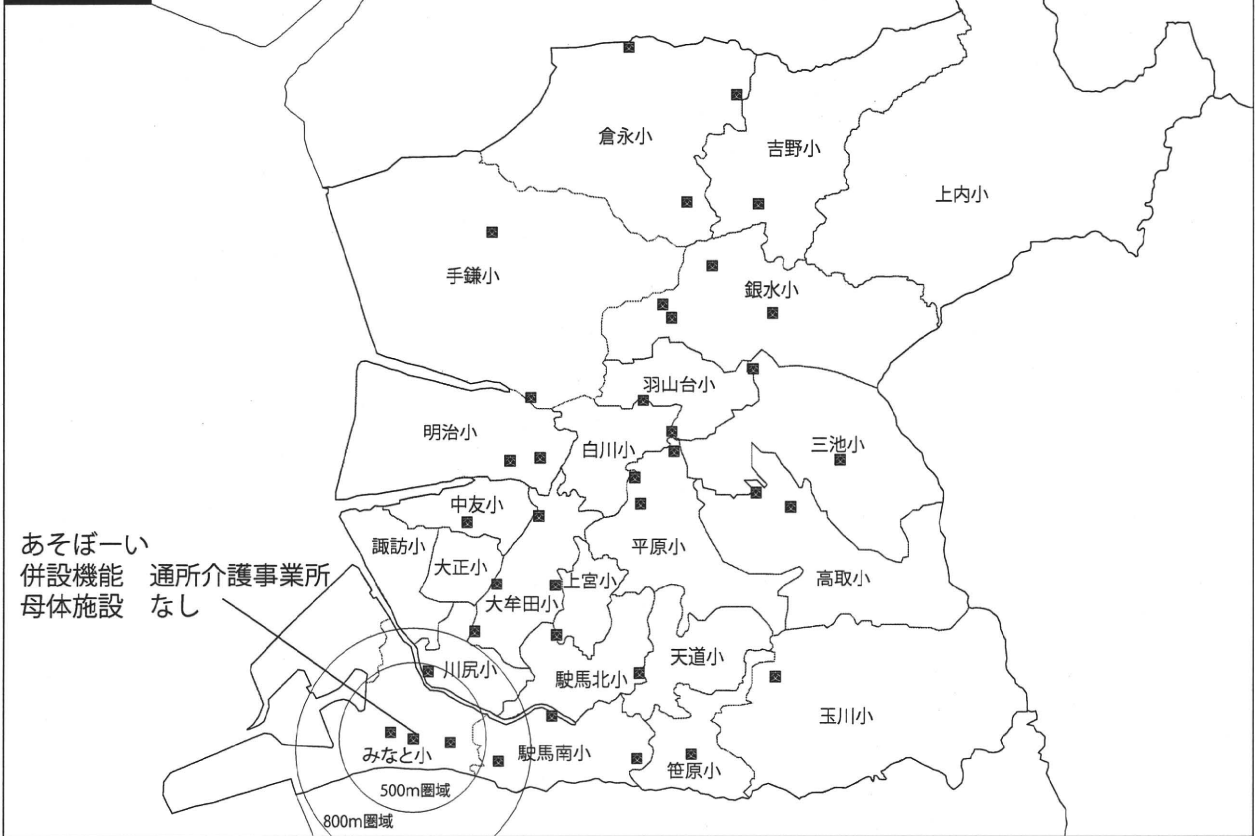 倉永小
吉野小
上内小
手鎌小
銀水小
羽山台小
明治小
白川小
三池小
中友小
諏訪小
大正小
平原小
高取小
上宮小
大牟田小
あそぼーい
併設機能　通所介護事業所
母体施設　なし
川尻小
駛馬北小
天道小
玉川小
みなと小
駛馬南小
笹原小
500m圏域
800m圏域